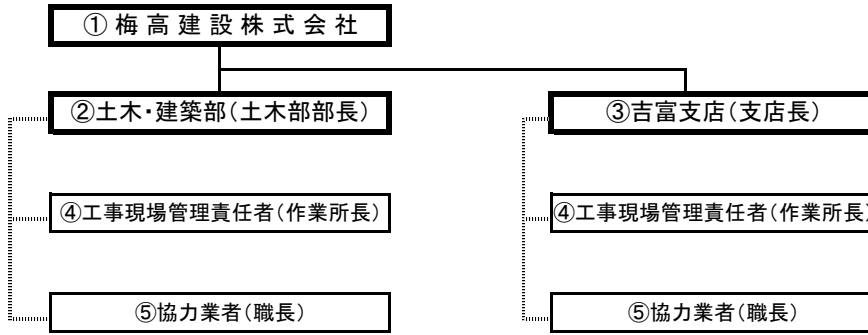 ①梅高建設株式会社
②土木・建築部(土木部部長)
③吉富支店(支店長)
④工事現場管理責任者(作業所長)
④工事現場管理責任者(作業所長)
⑤協力業者(職長)
⑤協力業者(職長)